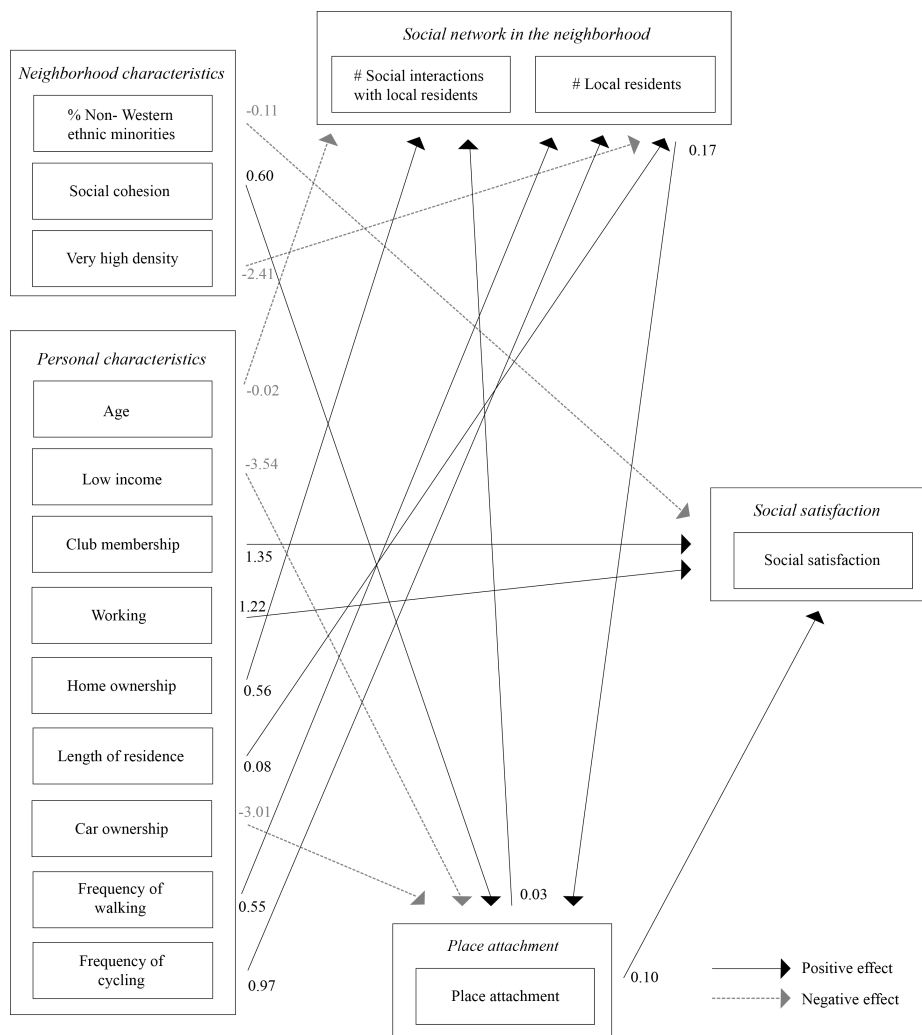 Social network in the neighborhood
# Social interactions
with local residents
# Local residents
Neighborhood characteristics
% Non- Western
ethnic minorities
Social cohesion
Very high density
-0.11
0.60
-2.41
0.17
Personal characteristics
Age
Low income
Club membership
Working
Home ownership
Length of residence
Car ownership
Frequency of
walking
Frequency of
cycling
-0.02
-3.54
1.35
1.22
0.56
0.08
-3.01
0.55
0.97
Social satisfaction
Social satisfaction
0.03
Place attachment
Place attachment
0.10
Positive effect
Negative effect